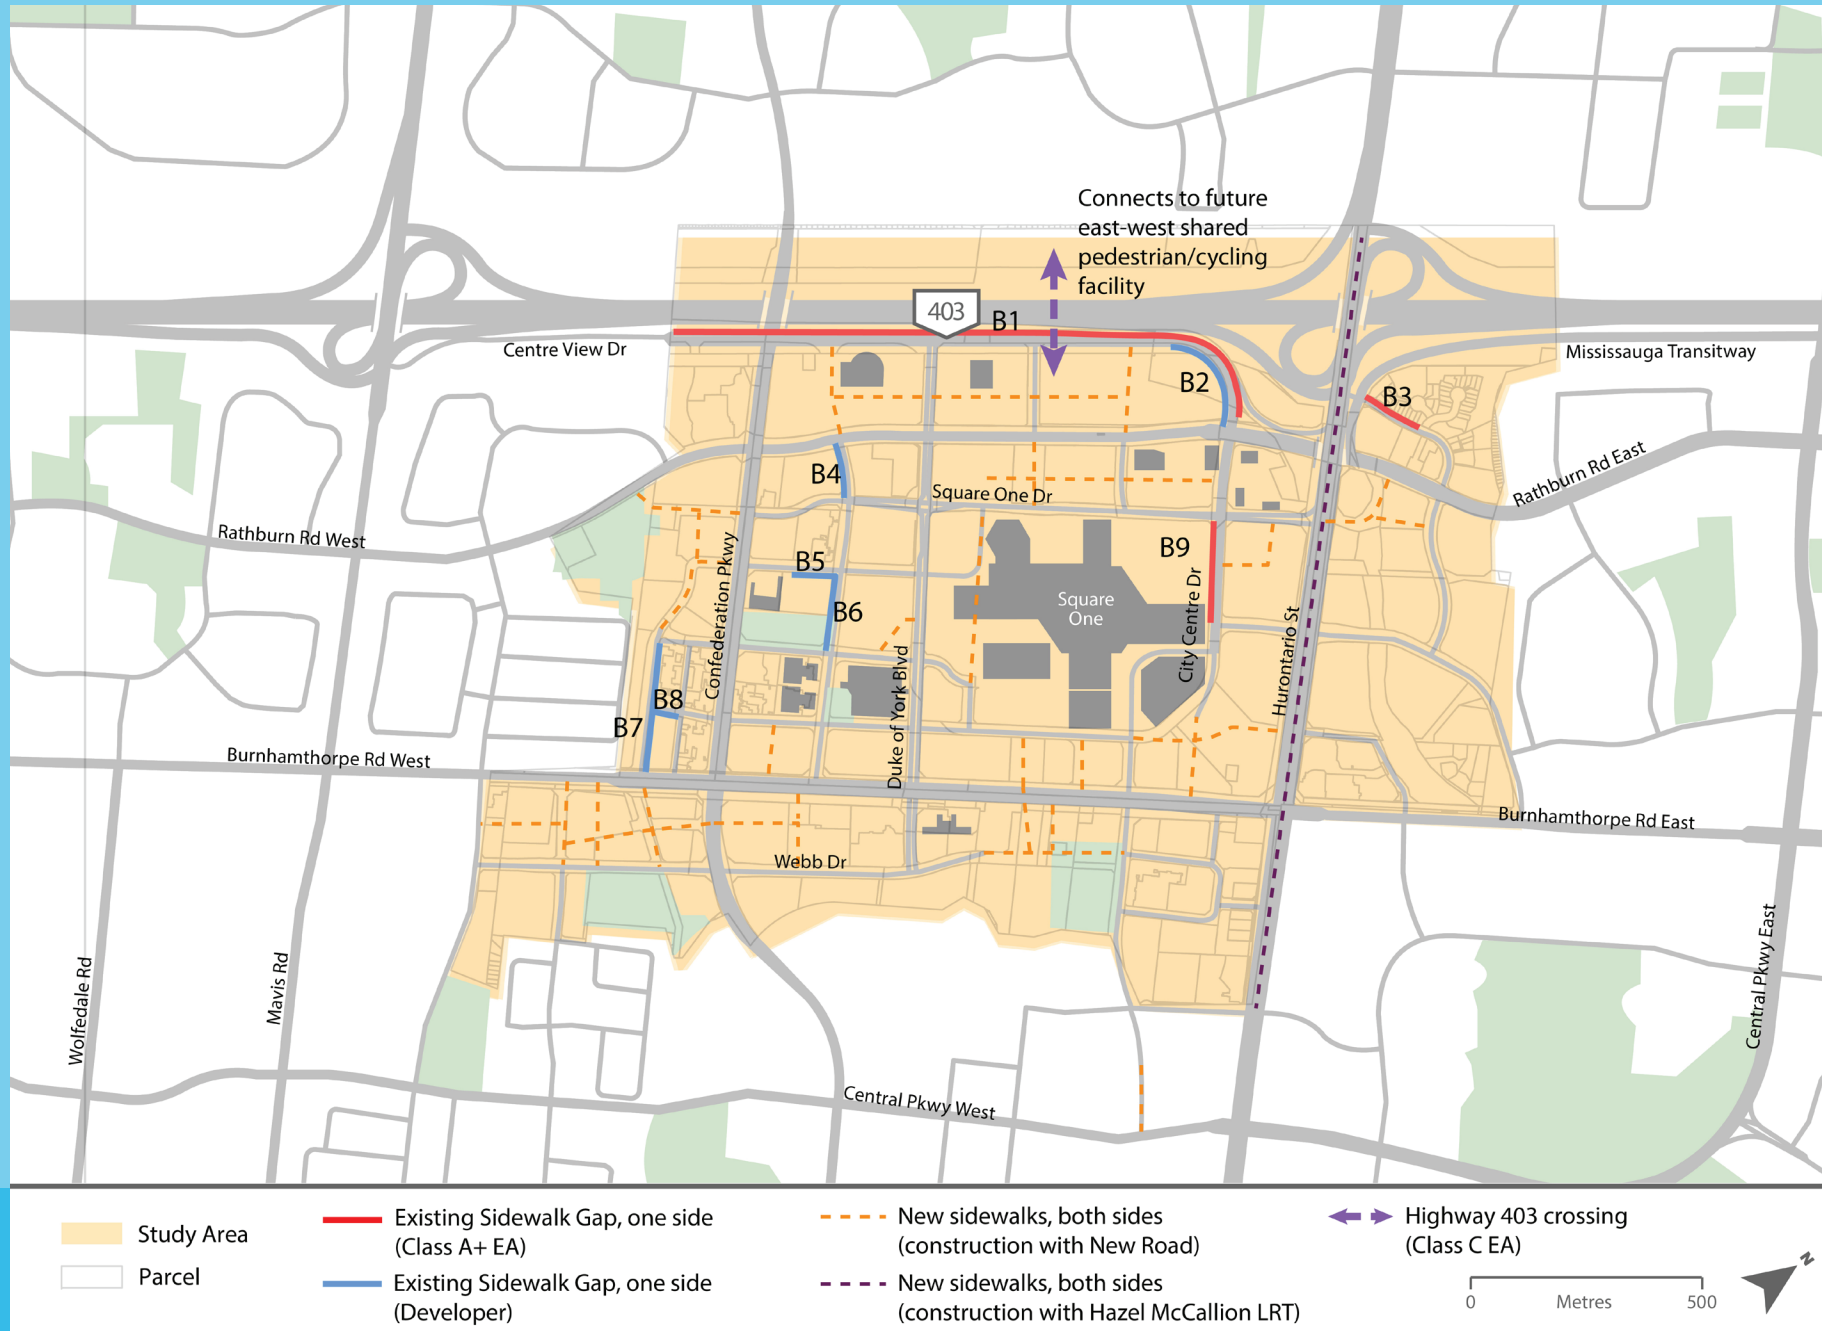 Connects to future
east-west shared
pedestrian/cycling
facility
403
B1
Centre View Dr
Mississauga Transitway
B2
B3
B4
Square One Dr
Rathburn Rd East
Rathburn Rd West
Confederation Pkwy
B5
B9
B6
Square
One
City Centre Dr
Hurontario St
Duke of York Blvd
B8
B7
Burnhamthorpe Rd West
Burnhamthorpe Rd East
Webb Dr
Wolfedale Rd
Mavis Rd
Central Pkwy East
Central Pkwy West
Study Area
Parcel
Existing Sidewalk Gap, one side
(Class A+ EA)
Existing Sidewalk Gap, one side
(Developer)
New sidewalks, both sides
(construction with New Road)
New sidewalks, both sides
(construction with Hazel McCallion LRT)
Highway 403 crossing
(Class C EA)
N
0 Metres 500